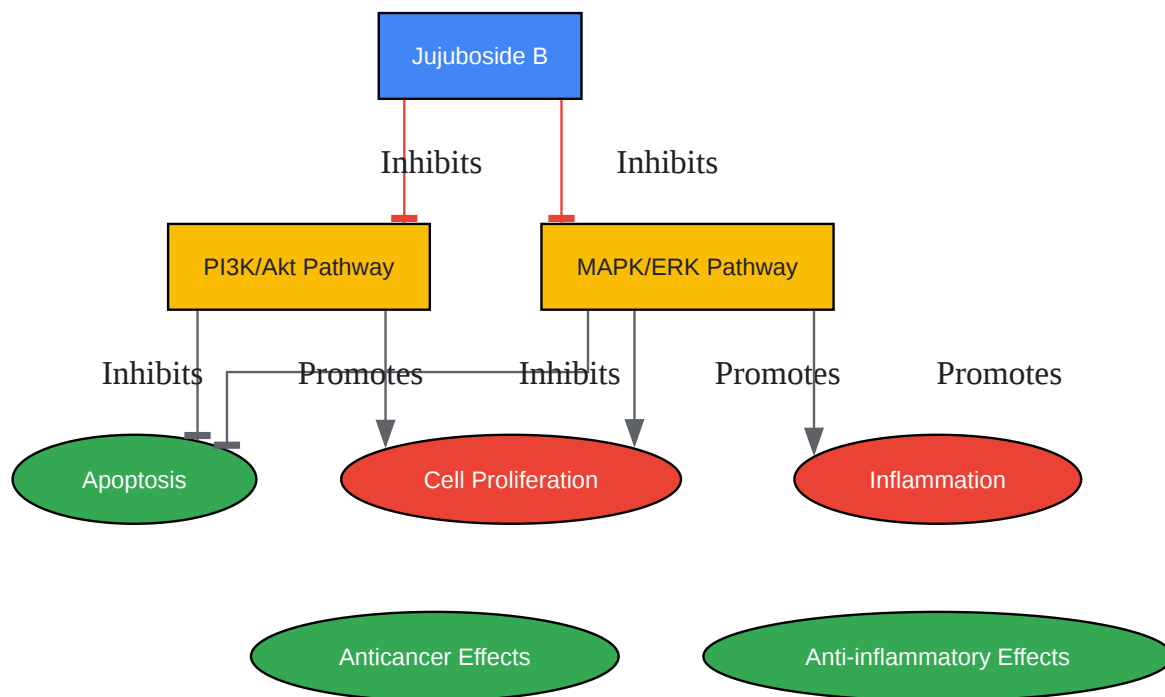 Jujuboside B
Inhibits
Inhibits
PI3K/Akt Pathway
MAPK/ERK Pathway
Inhibits
Promotes
Inhibits
Promotes
Promotes
Apoptosis
Cell Proliferation
Inflammation
Anticancer Effects
Anti-inflammatory Effects